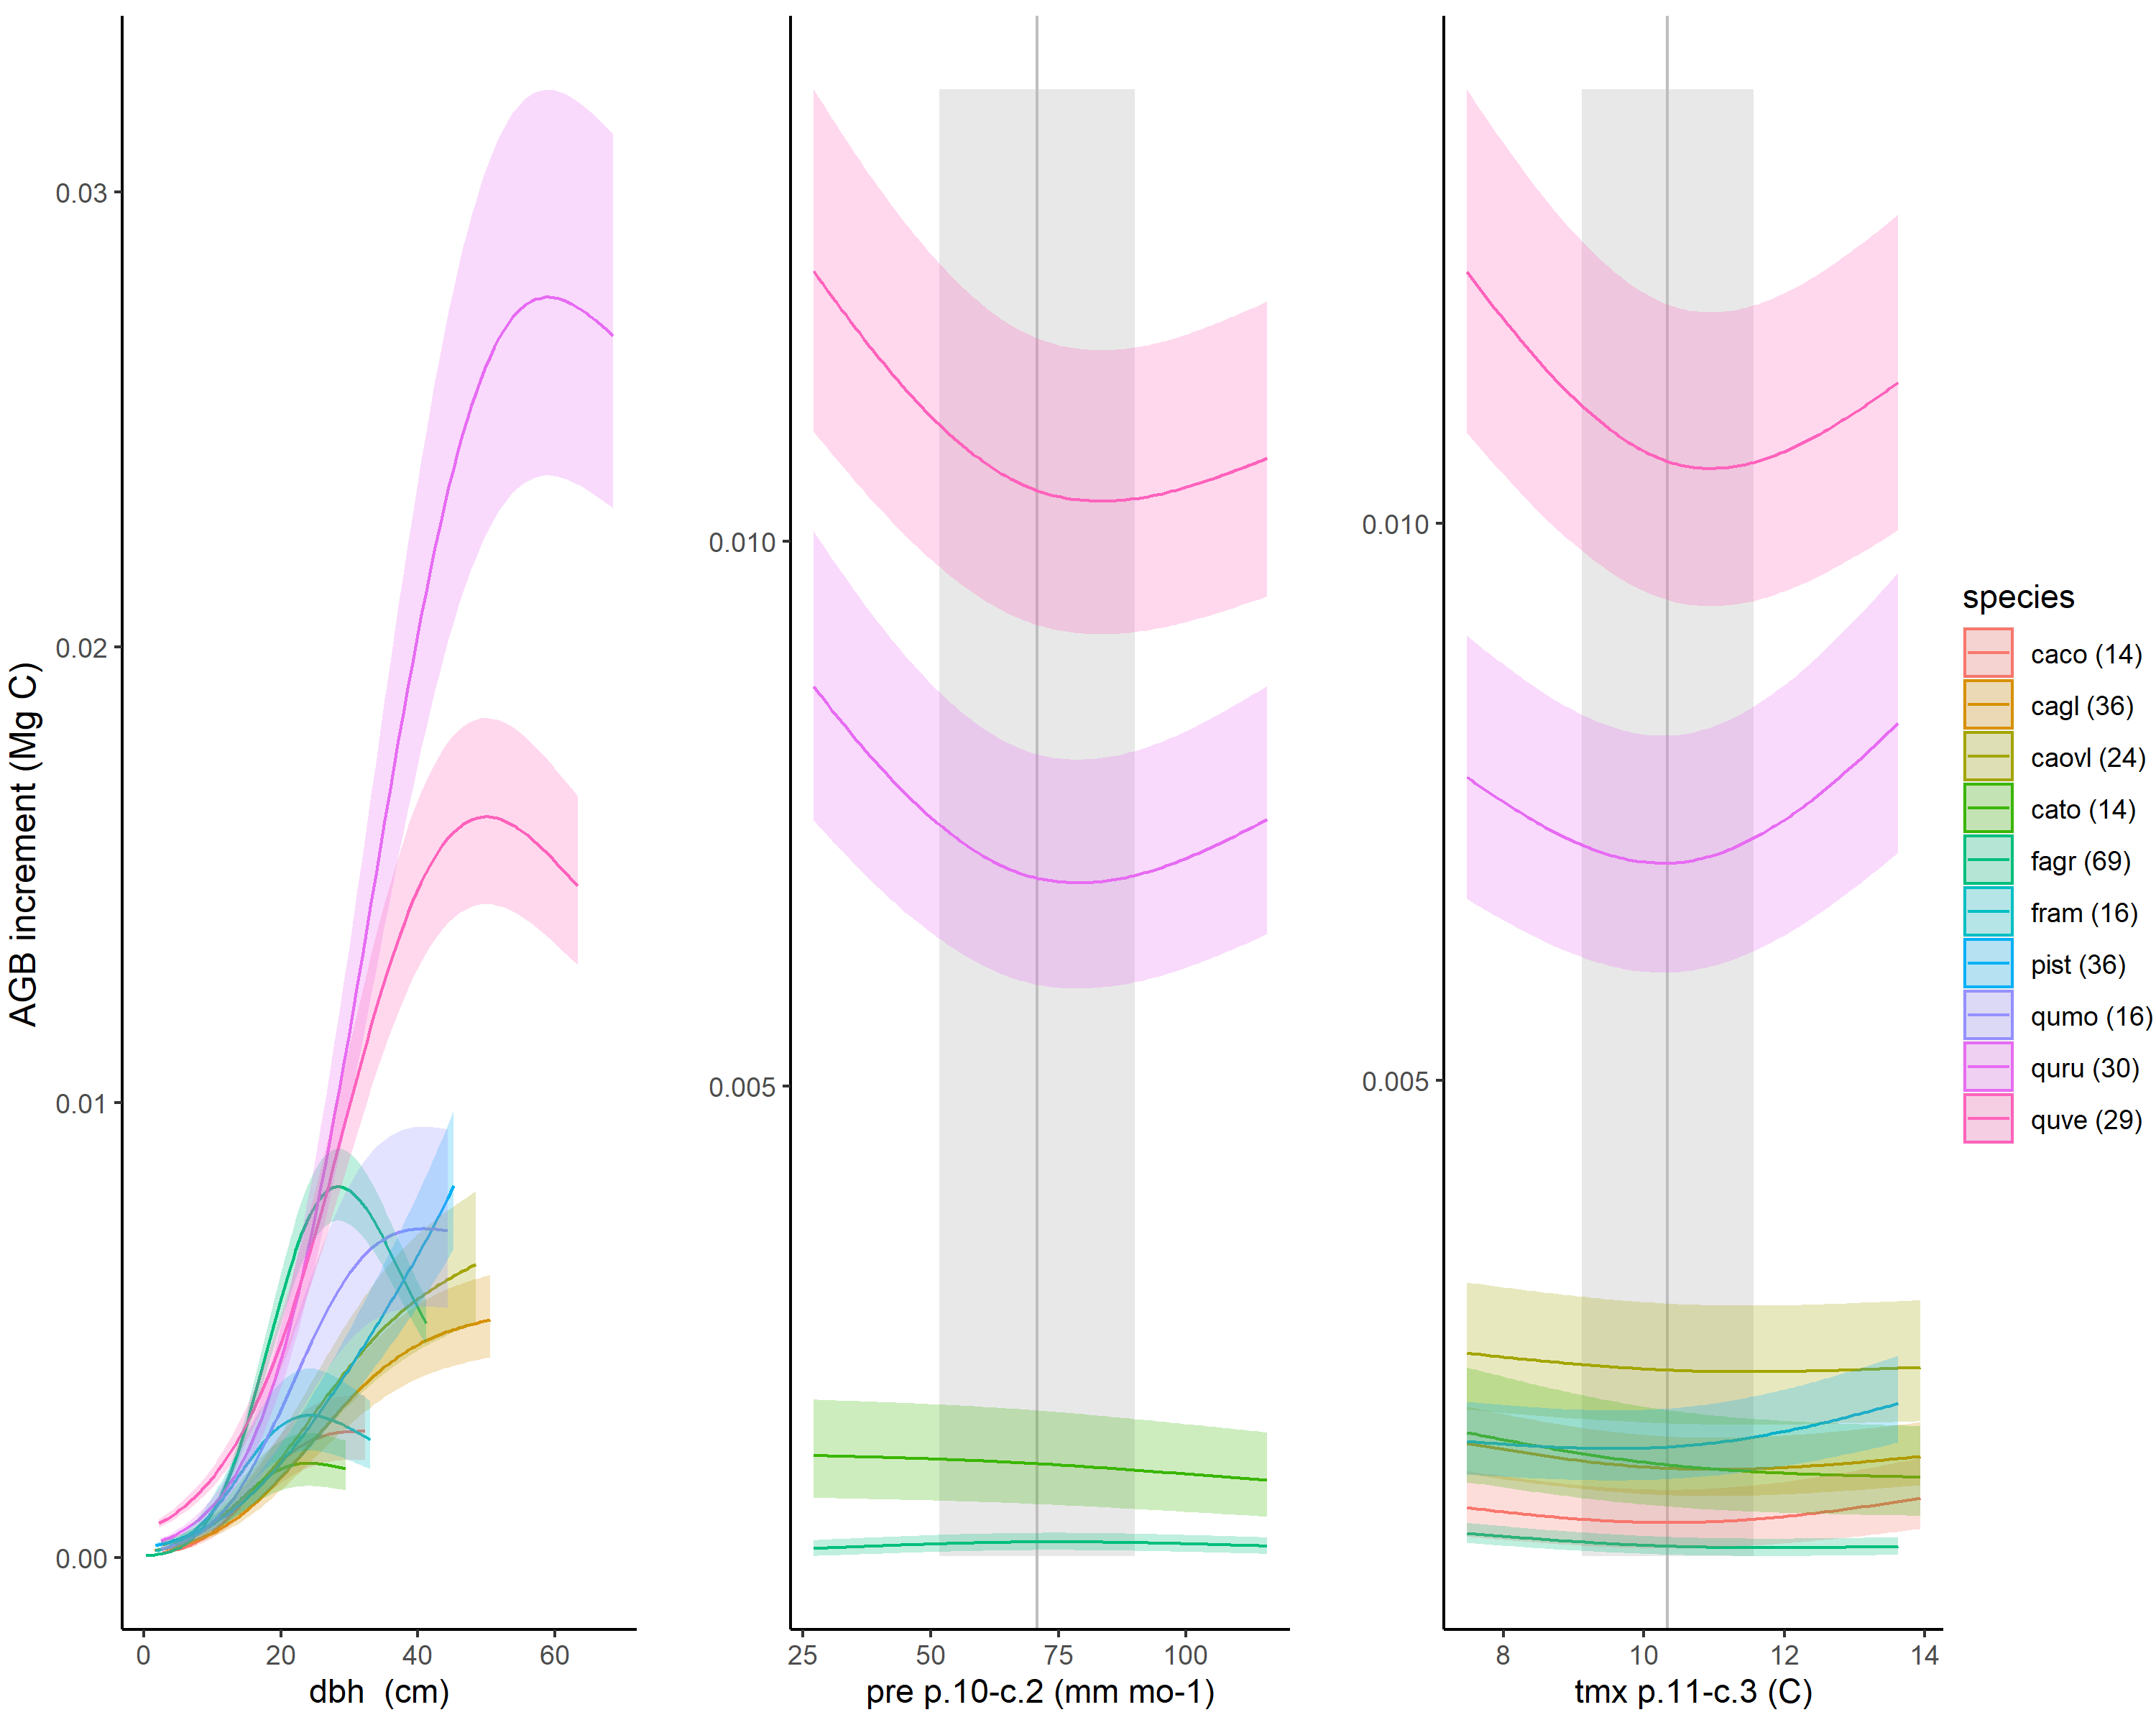 AGB increment (Mg C)
0.03
0.02
0.01
0.00
0 20 40 60
dbh  (cm)
0.010
0.005
25 50 75 100
pre p.10-c.2 (mm mo-1)
0.010
0.005
8 10 12 14
tmx p.11-c.3 (C)
species
caco (14)
cagl (36)
caovl (24)
cato (14)
fagr (69)
fram (16)
pist (36)
qumo (16)
quru (30)
quve (29)